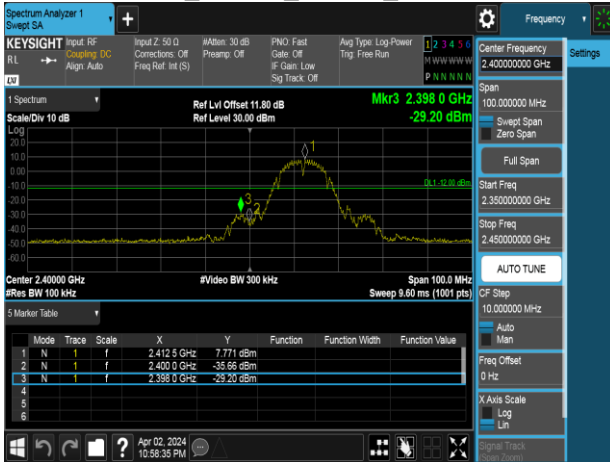 Spectrum Analyzer 1
Swept SA
+
Frequency
KEYSIGHT
RL
LXI
Input: RF
Coupling: DC
Align: Auto
Input Z: 50 Ω
Corrections: Off
Freq Ref: Int (S)
#Atten: 30 dB
Preamp: Off
PNO: Fast
Gate: Off
IF Gain: Low
Sig Track: Off
Avg Type: Log-Power
Trig: Free Run
1 2 3 4 5 6
M W W W W W
P N N N N N
1 Spectrum
Scale/Div 10 dB
Ref Lvl Offset 11.80 dB
Ref Level 30.00 dBm
Mkr3 2.398 0 GHz
-29.20 dBm
Log
20.0
10.0
0.00
-10.0
-20.0
-30.0
-40.0
-50.0
-60.0
1
2
3
DL1 -12.00 dBm
Center 2.40000 GHz
#Res BW 100 kHz
#Video BW 300 kHz
Span 100.0 MHz
Sweep 9.60 ms (1001 pts)
5 Marker Table
Mode Trace Scale X Y Function Function Width Function Value
1 N 1 f 2.412 5 GHz 7.771 dBm
2 N 1 f 2.400 0 GHz -35.66 dBm
3 N 1 f 2.398 0 GHz -29.20 dBm
4
5
6
Apr 02, 2024
10:58:35 PM
?
Center Frequency
2.400000000 GHz
Settings
Span
100.000000 MHz
Swept Span
Zero Span
Full Span
Start Freq
2.350000000 GHz
Stop Freq
2.450000000 GHz
AUTO TUNE
CF Step
10.000000 MHz
Auto
Man
Freq Offset
0 Hz
X Axis Scale
Log
Lin
Signal Track
(Span Zoom)